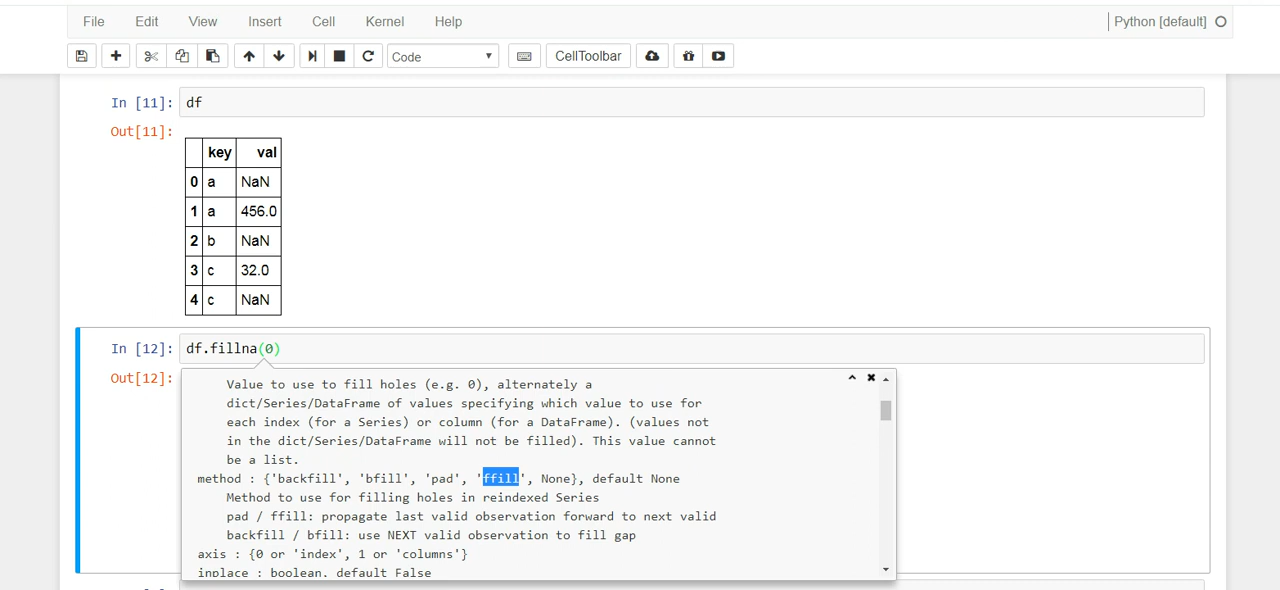 File Edit View Insert Cell Kernel Help Python [default]
Code CellToolbar
In [11]: df
Out[11]:
key val
0 a NaN
1 a 456.0
2 b NaN
3 c 32.0
4 c NaN
In [12]: df.fillna(0)
Out[12]:
Value to use to fill holes (e.g. 0), alternately a
dict/Series/DataFrame of values specifying which value to use for
each index (for a Series) or column (for a DataFrame). (values not
in the dict/Series/DataFrame will not be filled). This value cannot
be a list.
method : {'backfill', 'bfill', 'pad', 'ffill', None}, default None
Method to use for filling holes in reindexed Series
pad / ffill: propagate last valid observation forward to next valid
backfill / bfill: use NEXT valid observation to fill gap
axis : {0 or 'index', 1 or 'columns'}
inplace : boolean, default False